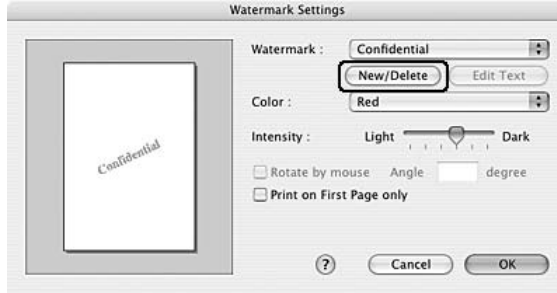 Watermark Settings
Watermark : Confidential
New/Delete Edit Text
Color : Red
Intensity : Light Dark
Confidential
Rotate by mouse Angle degree
Print on First Page only
? Cancel OK